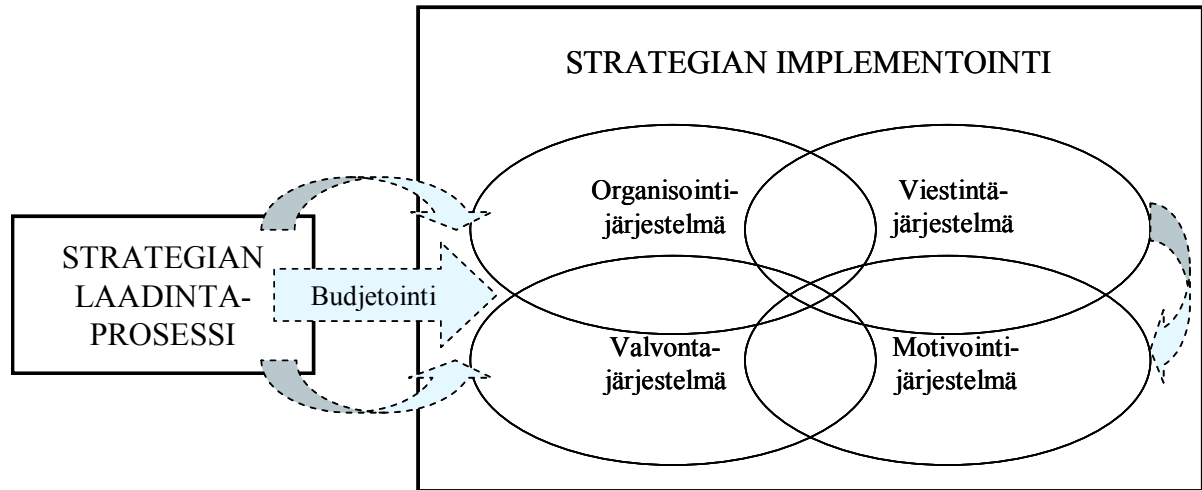 STRATEGIAN IMPLEMENTOINTI
Organisointi-
järjestelmä
Viestintä-
järjestelmä
STRATEGIAN
LAADINTA-
PROSESSI
Budjetointi
Valvonta-
järjestelmä
Motivointi-
järjestelmä